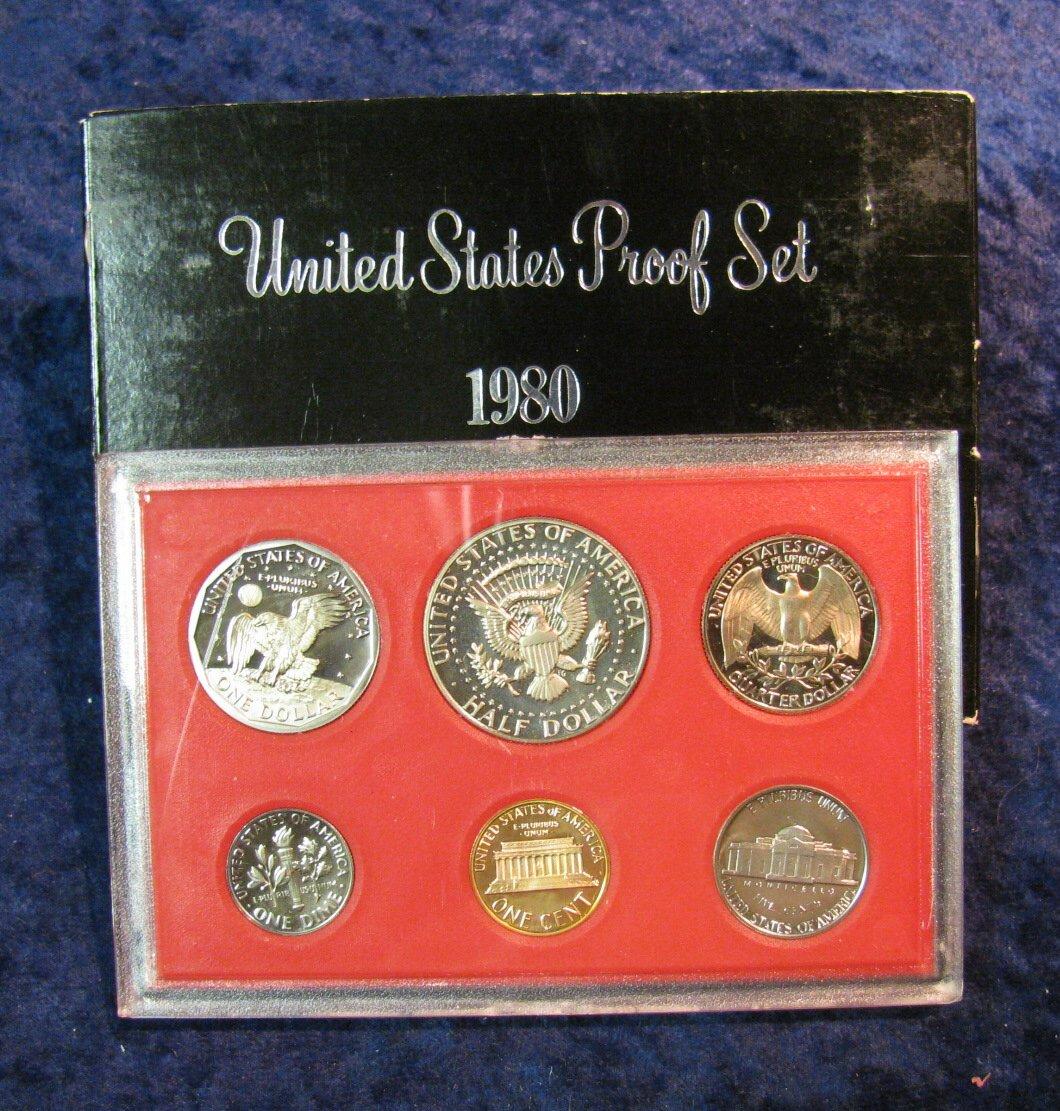 United States Proof Set
1980
UNITED STATES OF AMERICA
E·PLURIBUS
·UNUM·
ONE DOLLAR
UNITED STATES OF AMERICA
HALF DOLLAR
UNITED STATES OF AMERICA
E PLURIBUS
UNUM
QUARTER DOLLAR
UNITED STATES OF AMERICA
ONE DIME
UNITED STATES OF AMERICA
E·PLURIBUS
·UNUM·
ONE CENT
E PLURIBUS UNUM
MONTICELLO
FIVE CENTS
UNITED STATES OF AMERICA